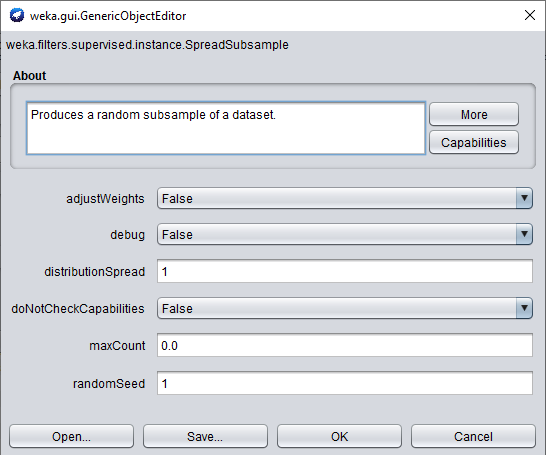 weka.gui.GenericObjectEditor
weka.filters.supervised.instance.SpreadSubsample
About
Produces a random subsample of a dataset.
More
Capabilities
adjustWeights False
debug False
distributionSpread 1
doNotCheckCapabilities False
maxCount 0.0
randomSeed 1
Open... Save... OK Cancel